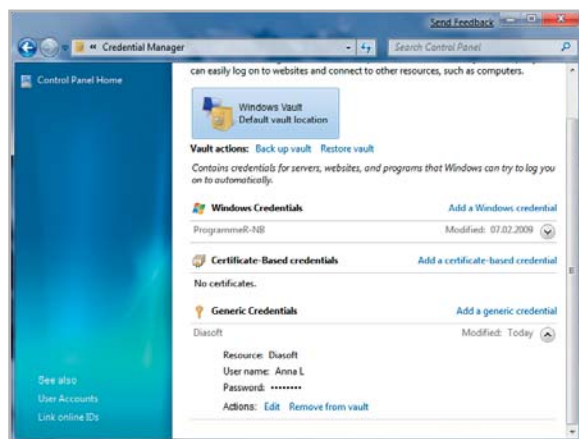 Send Feedback
« Credential Manager
Search Control Panel
Control Panel Home
can easily log on to websites and connect to other resources, such as computers.
Windows Vault
Default vault location
Vault actions: Back up vault Restore vault
Contains credentials for servers, websites, and programs that Windows can try to log you
on to automatically.
Windows Credentials Add a Windows credential
ProgrammeR-NB Modified: 07.02.2009
Certificate-Based credentials Add a certificate-based credential
No certificates.
Generic Credentials Add a generic credential
Diasoft Modified: Today
Resource: Diasoft
User name: Anna L
Password: ••••••••
Actions: Edit Remove from vault
See also
User Accounts
Link online IDs